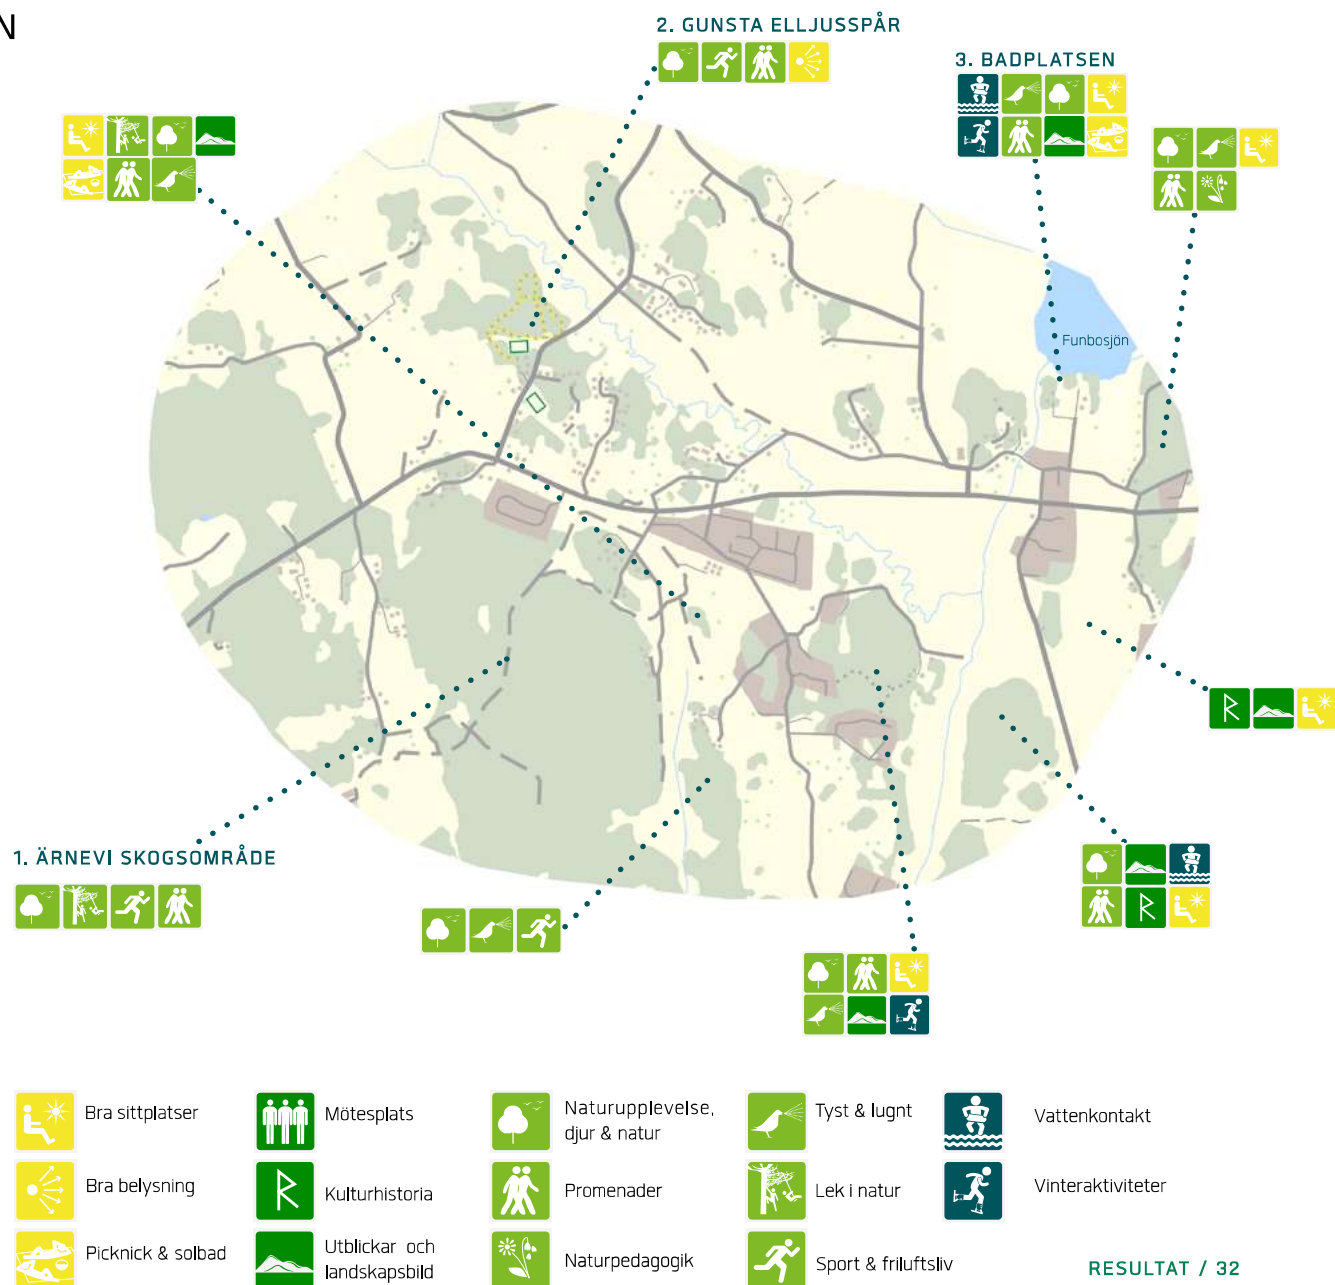 N
2. GUNSTA ELLJUSSPÅR
3. BADPLATSEN
Funbosjön
1. ÄRNEVI SKOGSOMRÅDE
Bra sittplatser
Mötesplats
Naturupplevelse,
djur & natur
Tyst & lugnt
Vattenkontakt
Bra belysning
Kulturhistoria
Promenader
Lek i natur
Vinteraktiviteter
Picknick & solbad
Utblickar och
landskapsbild
Naturpedagogik
Sport & friluftsliv
RESULTAT / 32